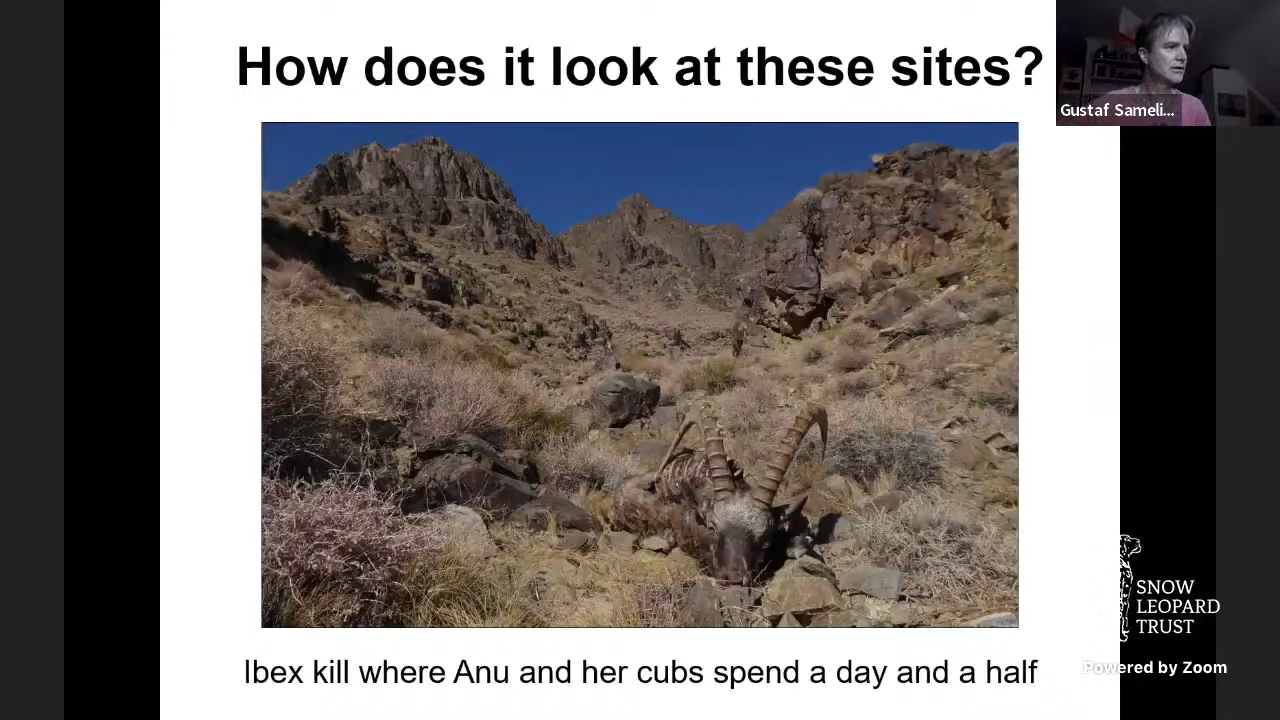 How does it look at these sites?
Gustaf Sameli...
Ibex kill where Anu and her cubs spend a day and a half
SNOW
LEOPARD
TRUST
Powered by Zoom